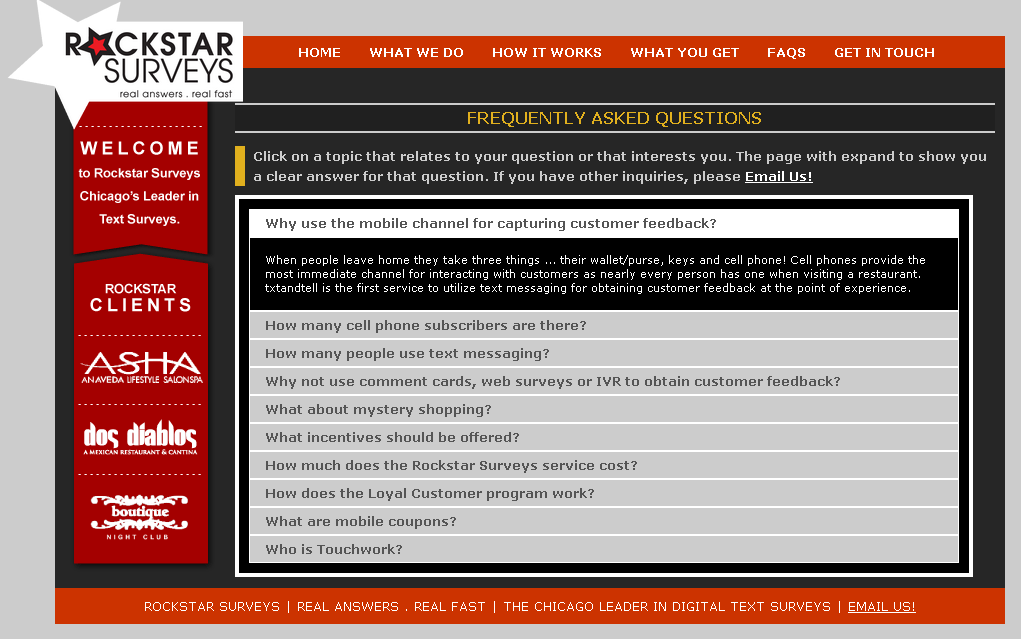 ROCKSTAR
SURVEYS
real answers . real fast
HOME WHAT WE DO HOW IT WORKS WHAT YOU GET FAQS GET IN TOUCH
WELCOME
to Rockstar Surveys
Chicago's Leader in
Text Surveys.
ROCKSTAR
CLIENTS
ASHA
AN AVEDA LIFESTYLE SALONSPA
dos diablos
A MEXICAN RESTAURANT & CANTINA
boutique
NIGHT CLUB
FREQUENTLY ASKED QUESTIONS
Click on a topic that relates to your question or that interests you. The page with expand to show you
a clear answer for that question. If you have other inquiries, please Email Us!
Why use the mobile channel for capturing customer feedback?
When people leave home they take three things ... their wallet/purse, keys and cell phone! Cell phones provide the
most immediate channel for interacting with customers as nearly every person has one when visiting a restaurant.
txtandtell is the first service to utilize text messaging for obtaining customer feedback at the point of experience.
How many cell phone subscribers are there?
How many people use text messaging?
Why not use comment cards, web surveys or IVR to obtain customer feedback?
What about mystery shopping?
What incentives should be offered?
How much does the Rockstar Surveys service cost?
How does the Loyal Customer program work?
What are mobile coupons?
Who is Touchwork?
ROCKSTAR SURVEYS | REAL ANSWERS . REAL FAST | THE CHICAGO LEADER IN DIGITAL TEXT SURVEYS | EMAIL US!